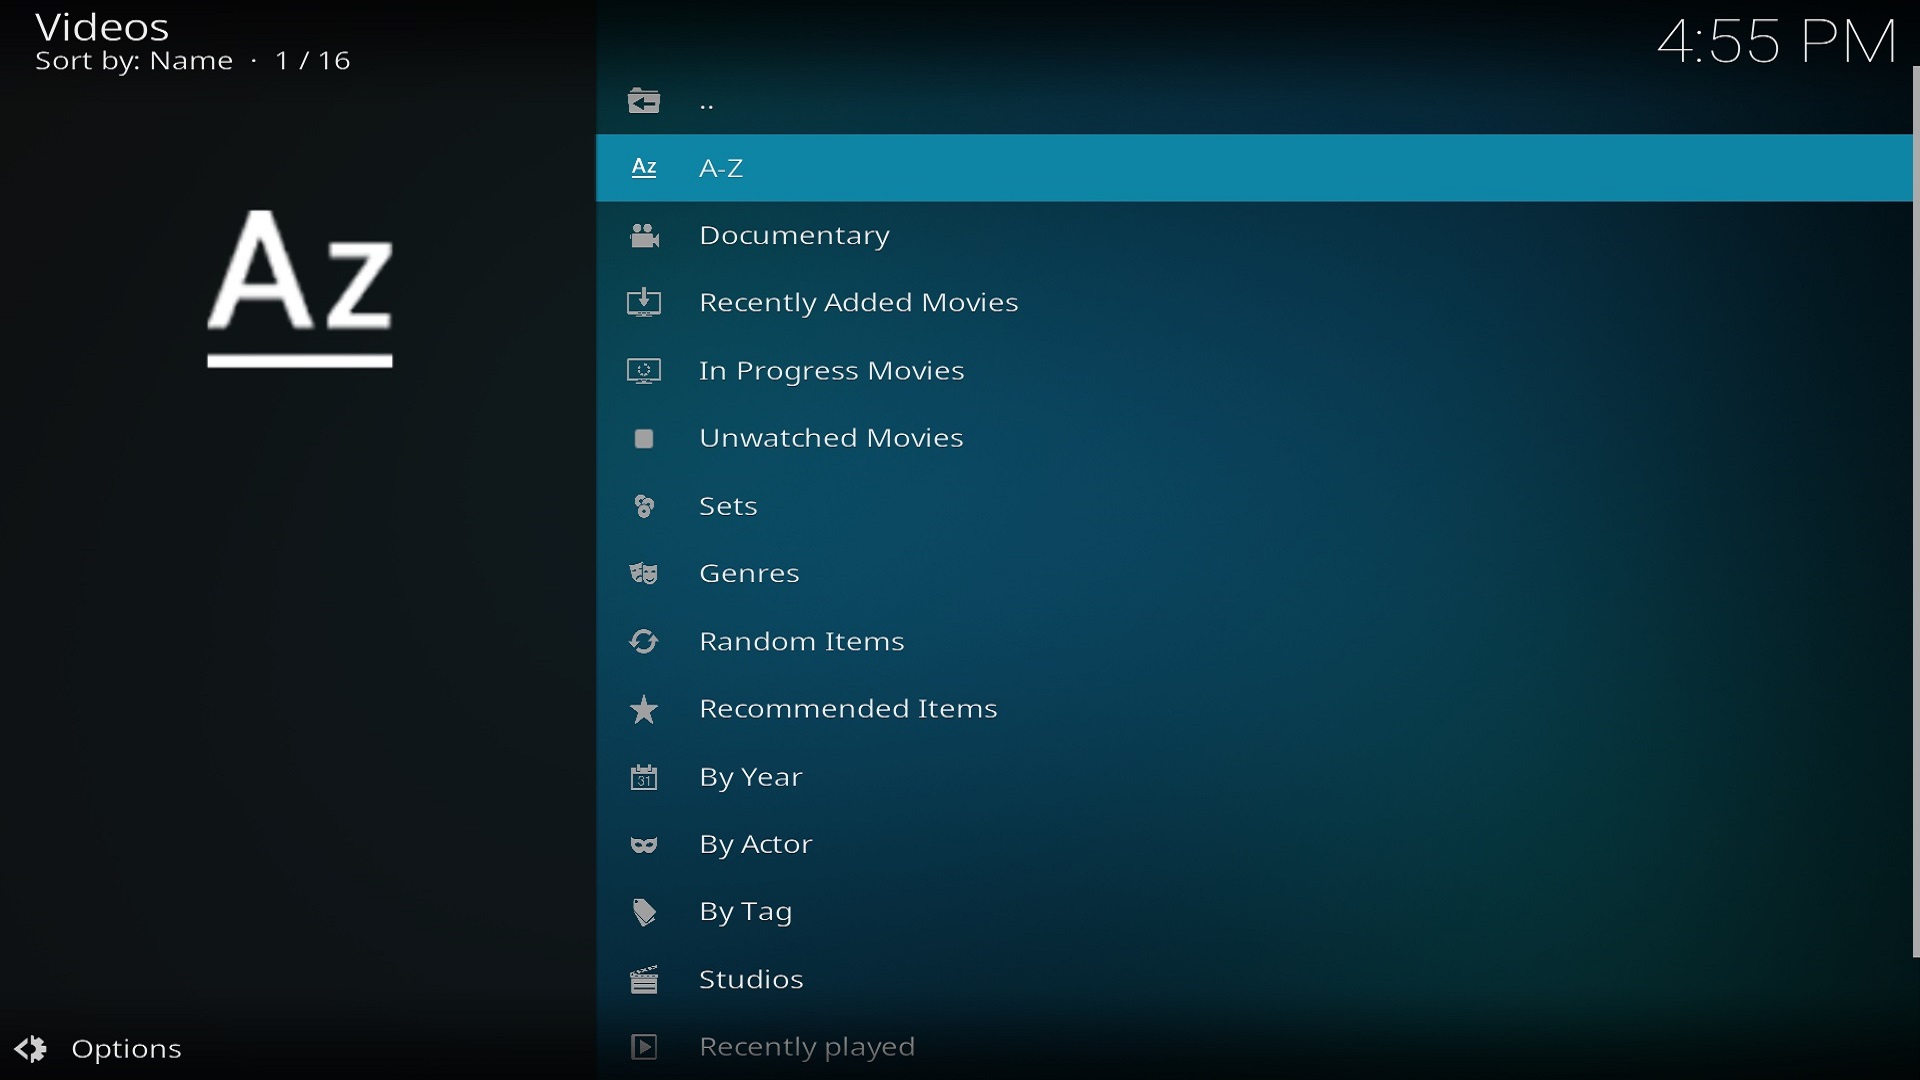 Videos
Sort by: Name · 1 / 16
4:55 PM
..
Az
A-Z
Az
Documentary
Recently Added Movies
In Progress Movies
Unwatched Movies
Sets
Genres
Random Items
Recommended Items
31
By Year
By Actor
By Tag
Studios
Recently played
Options